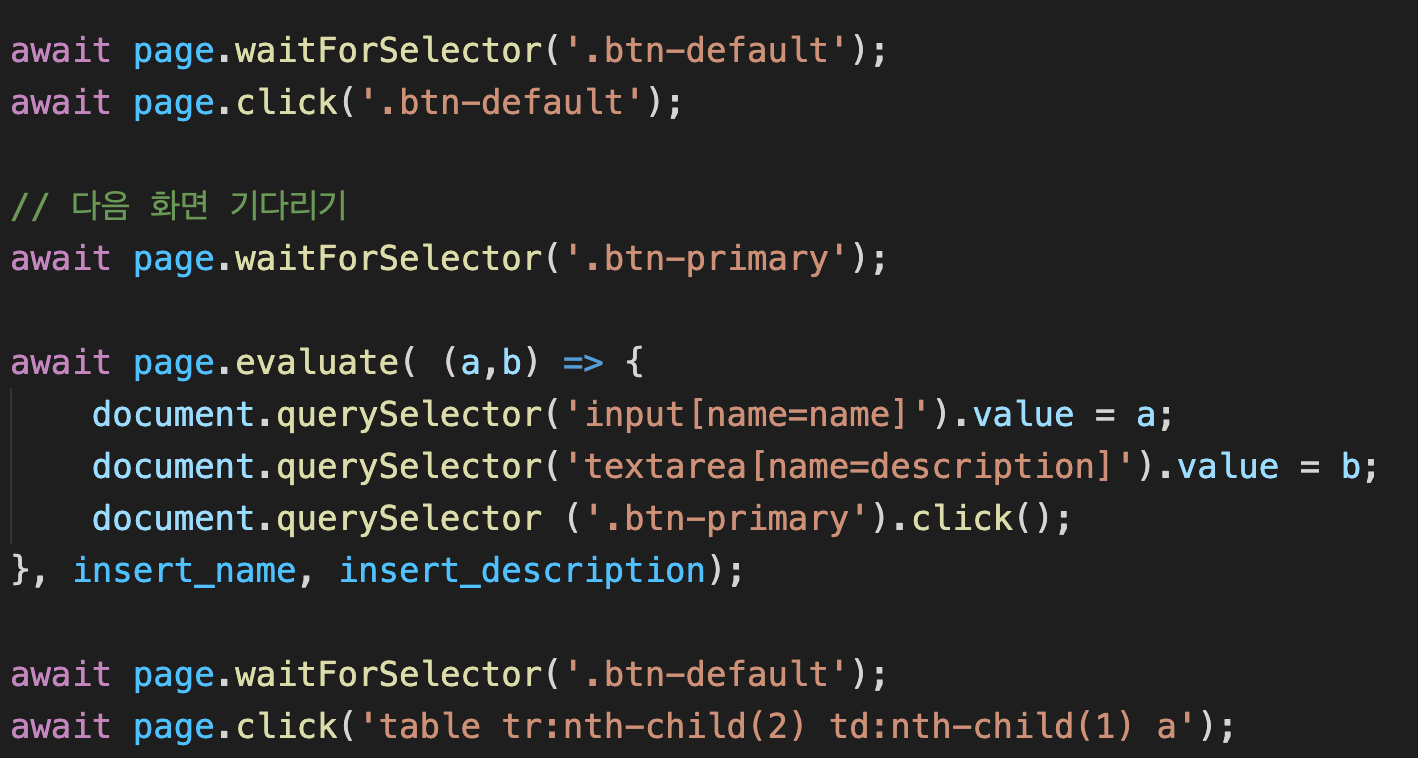 await page.waitForSelector('.btn-default');
await page.click('.btn-default');
// 다음 화면 기다리기
await page.waitForSelector('.btn-primary');
await page.evaluate( (a,b) => {
    document.querySelector('input[name=name]').value = a;
    document.querySelector('textarea[name=description]').value = b;
    document.querySelector ('.btn-primary').click();
}, insert_name, insert_description);
await page.waitForSelector('.btn-default');
await page.click('table tr:nth-child(2) td:nth-child(1) a');